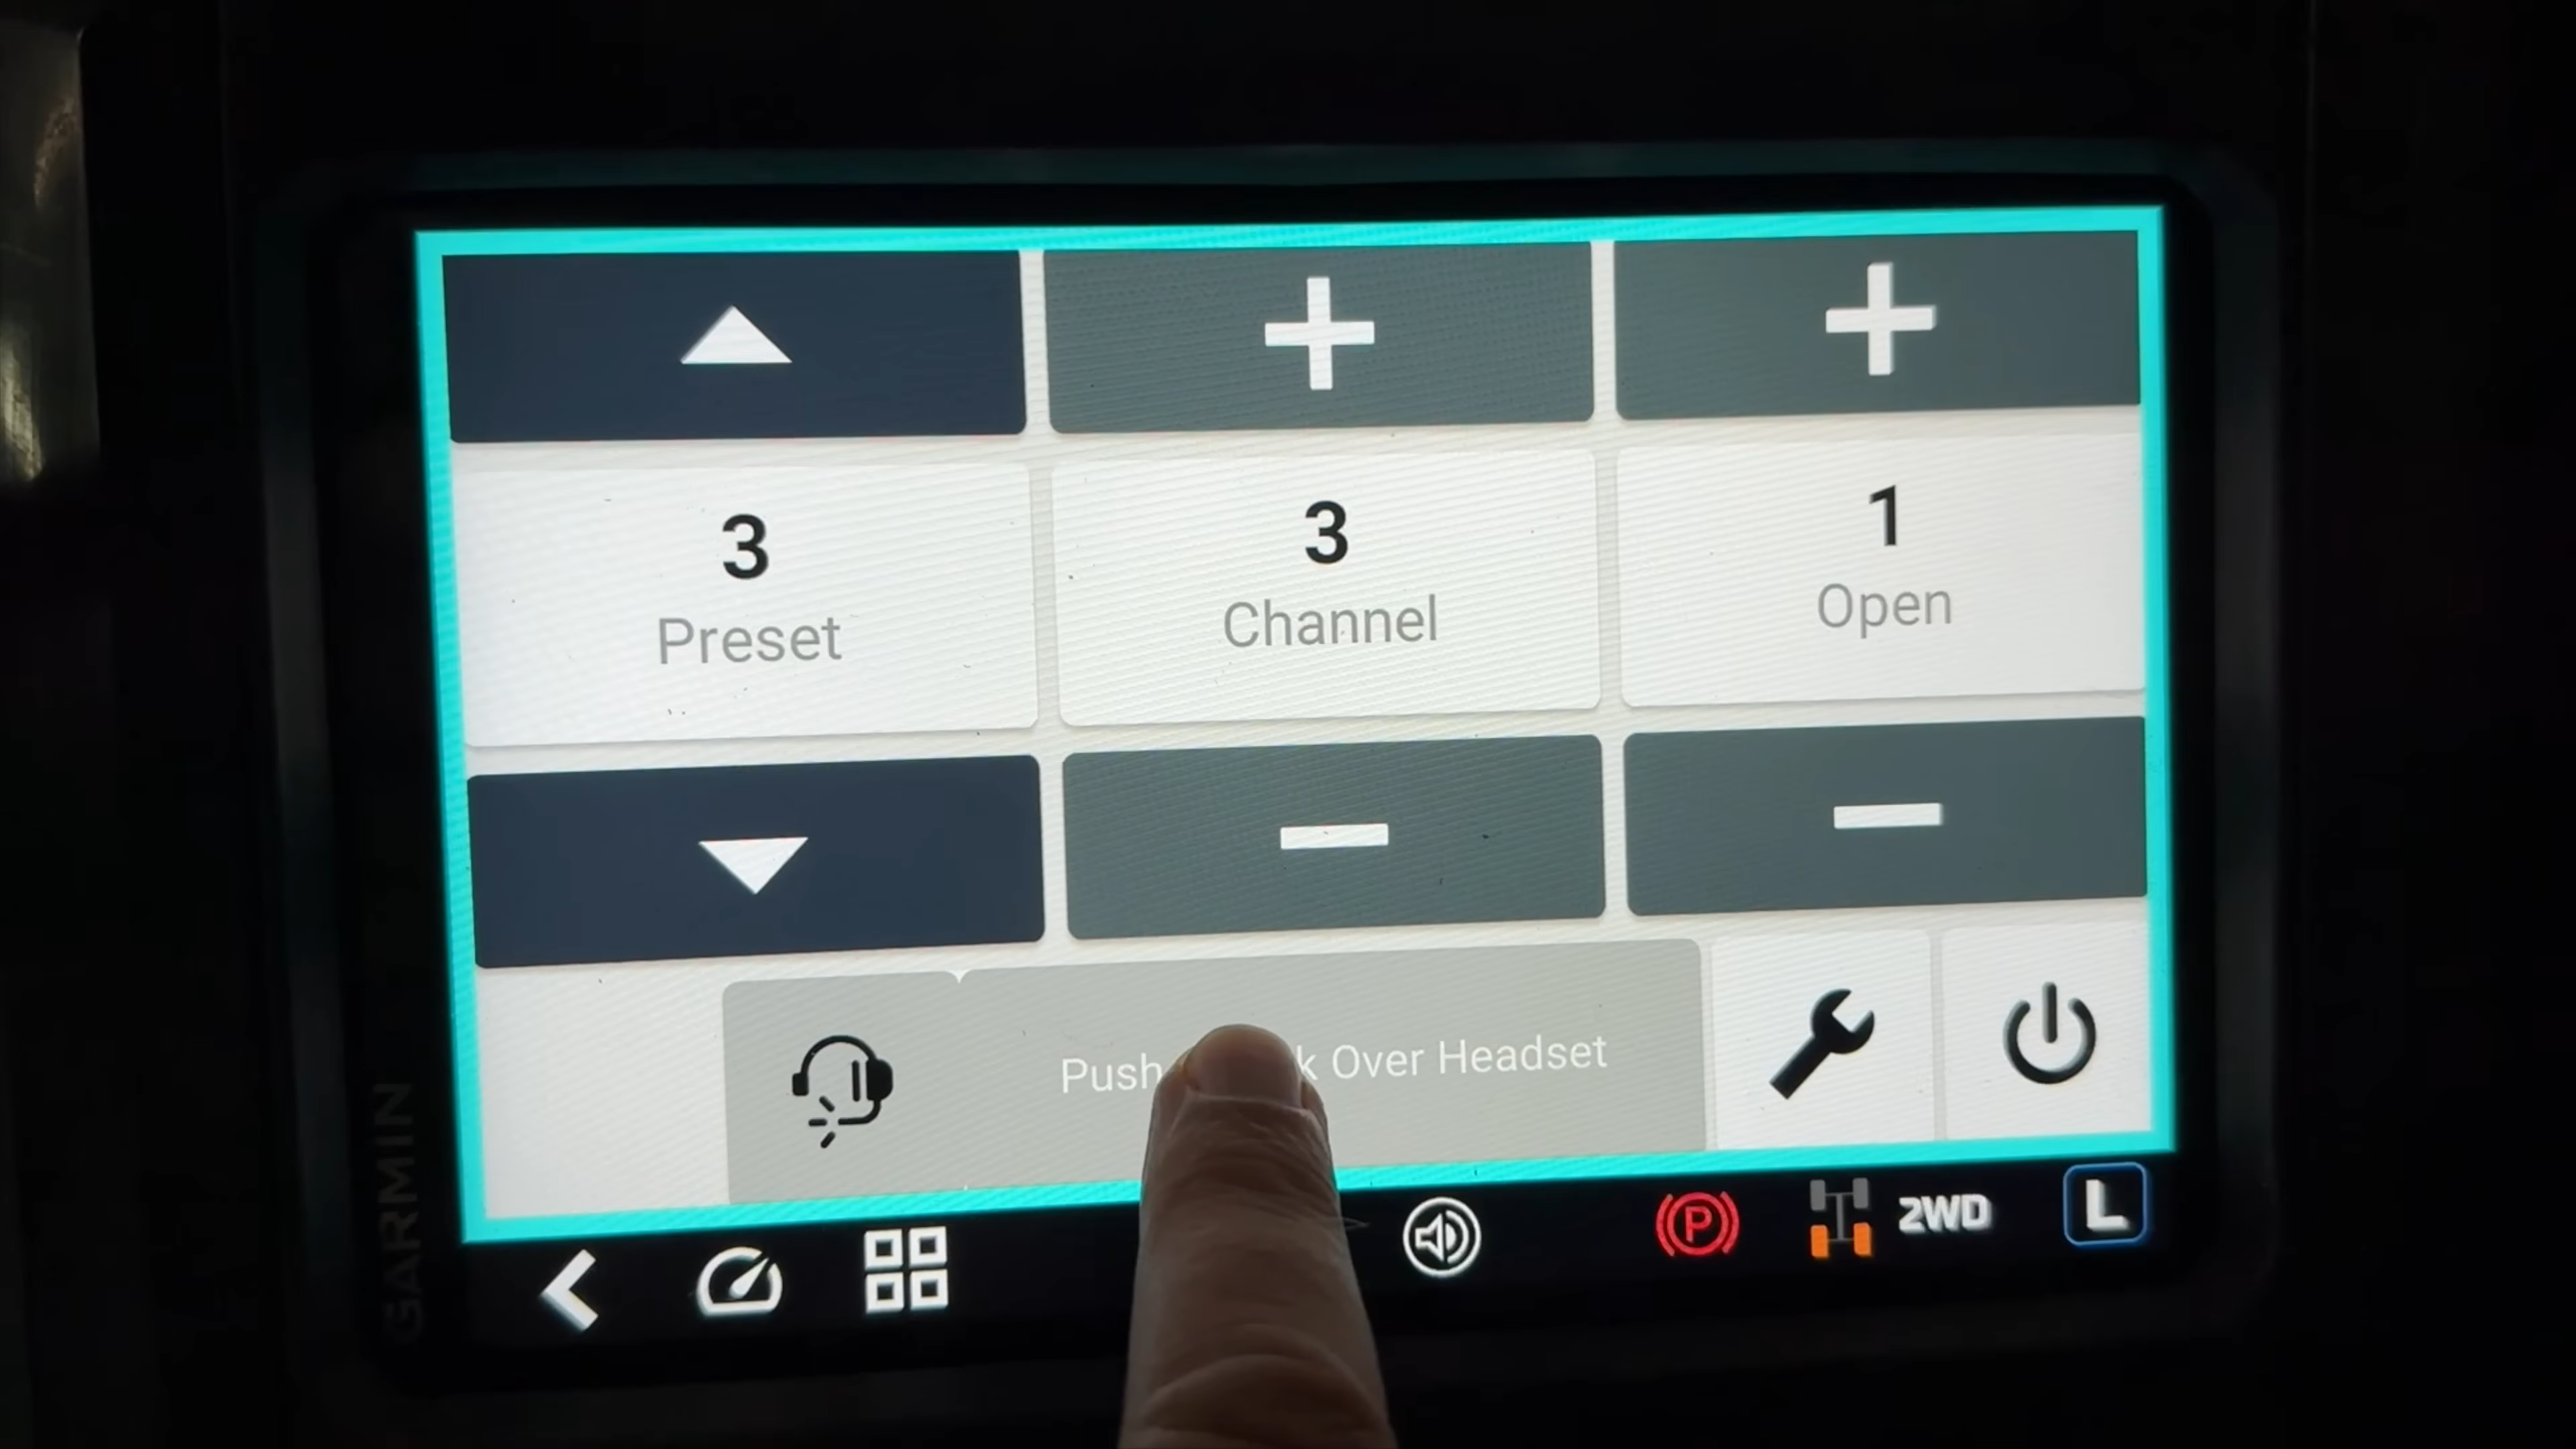 3
Preset
3
Channel
1
Open
Push Over Headset
GARMIN
P
2WD
L